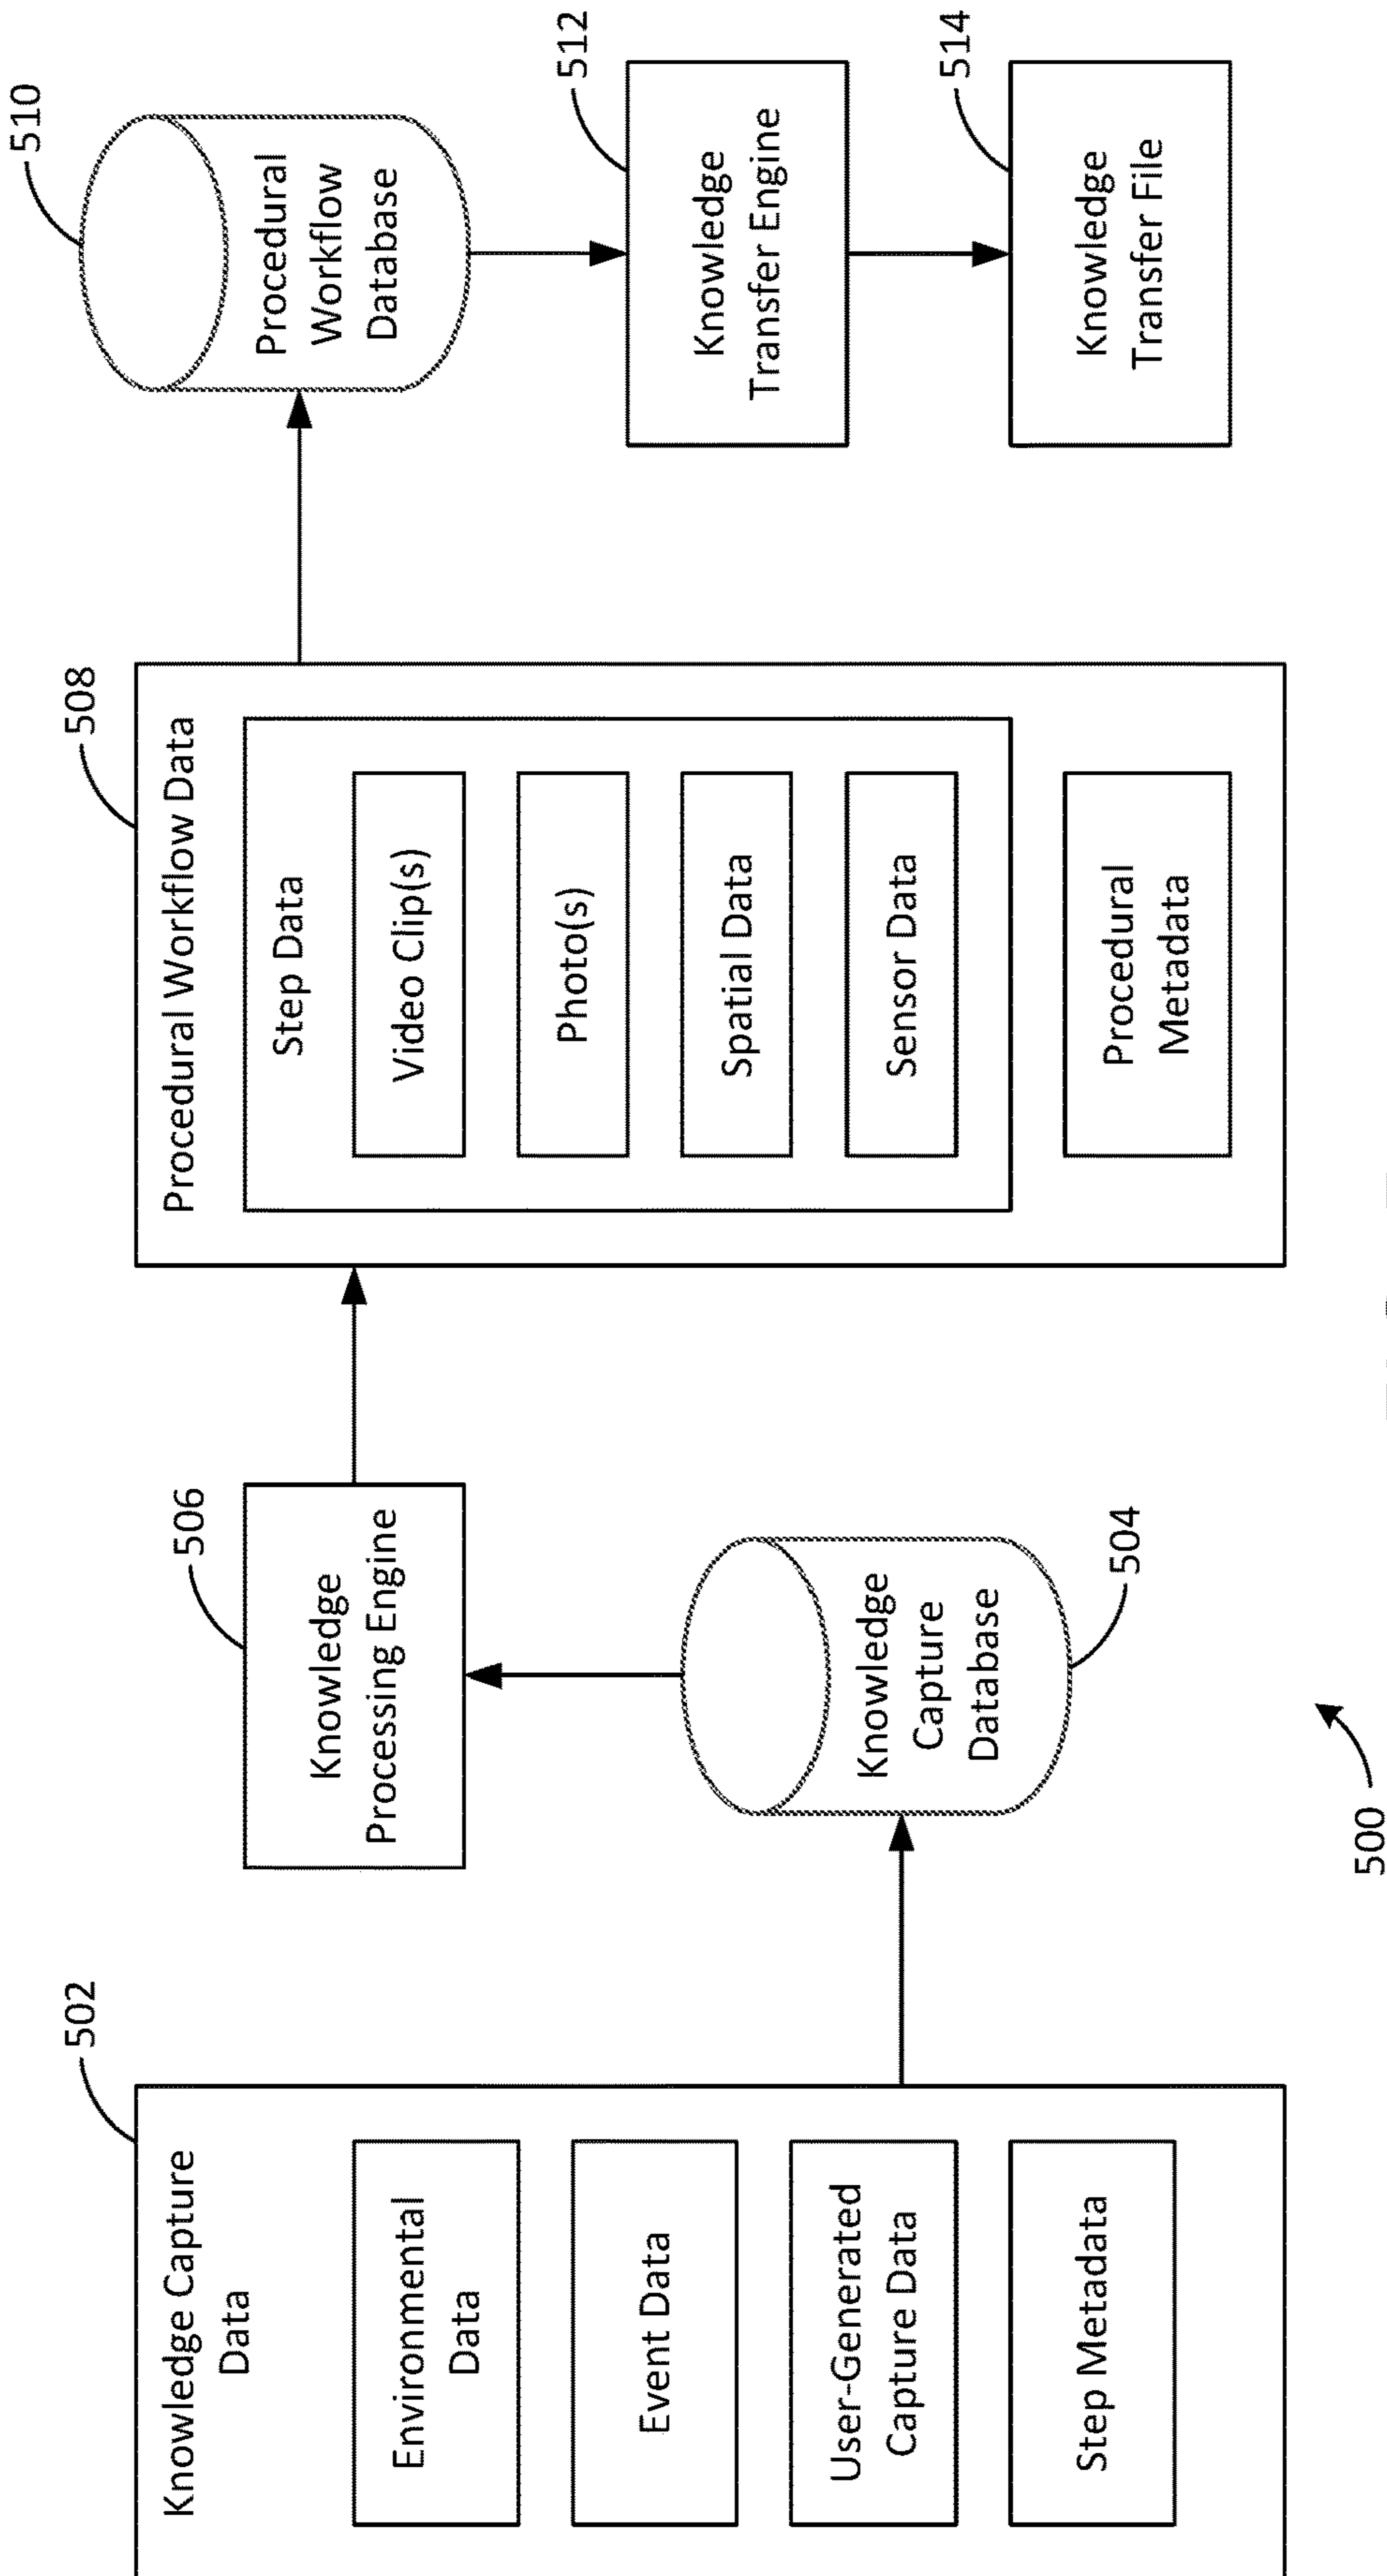 502
Knowledge Capture
Data
Environmental
Data
Event Data
User-Generated
Capture Data
Step Metadata
506
Knowledge
Processing Engine
Knowledge
Capture
Database
504
500
508
Procedural Workflow Data
Step Data
Video Clip(s)
Photo(s)
Spatial Data
Sensor Data
Procedural
Metadata
510
Procedural
Workflow
Database
512
Knowledge
Transfer Engine
514
Knowledge
Transfer File